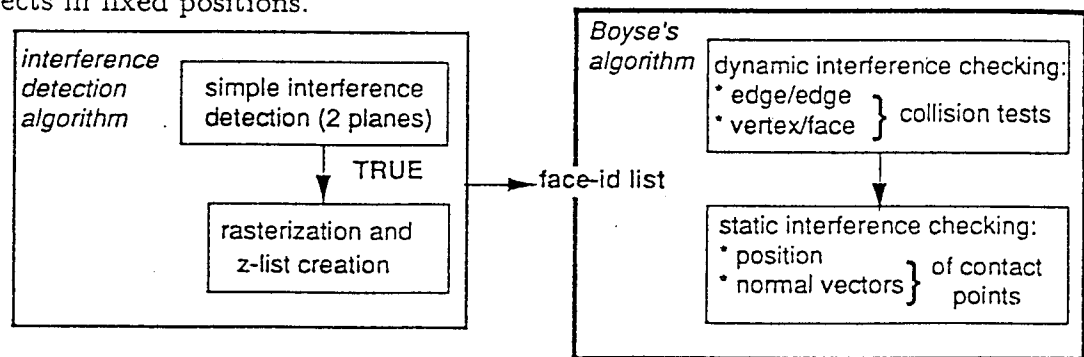 ects in fixed positions.
interference
detection
algorithm
simple interference
detection (2 planes)
TRUE
rasterization and
z-list creation
face-id list
Boyse's
algorithm
dynamic interference checking:
* edge/edge
* vertex/face
} collision tests
static interference checking:
* position
* normal vectors
} of contact
points